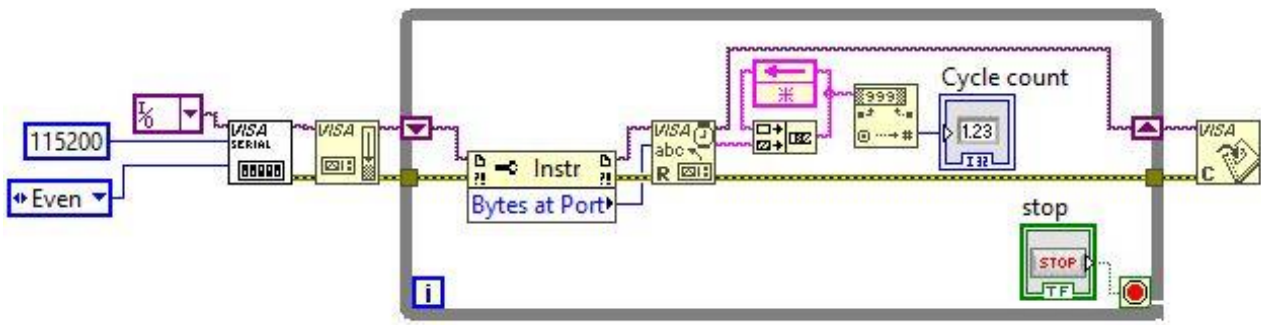 115200
Even
I/O
VISA
SERIAL
VISA
Instr
Bytes at Port
VISA
abc
R
999
#
Cycle count
1.23
I32
stop
STOP
TF
i
VISA
C